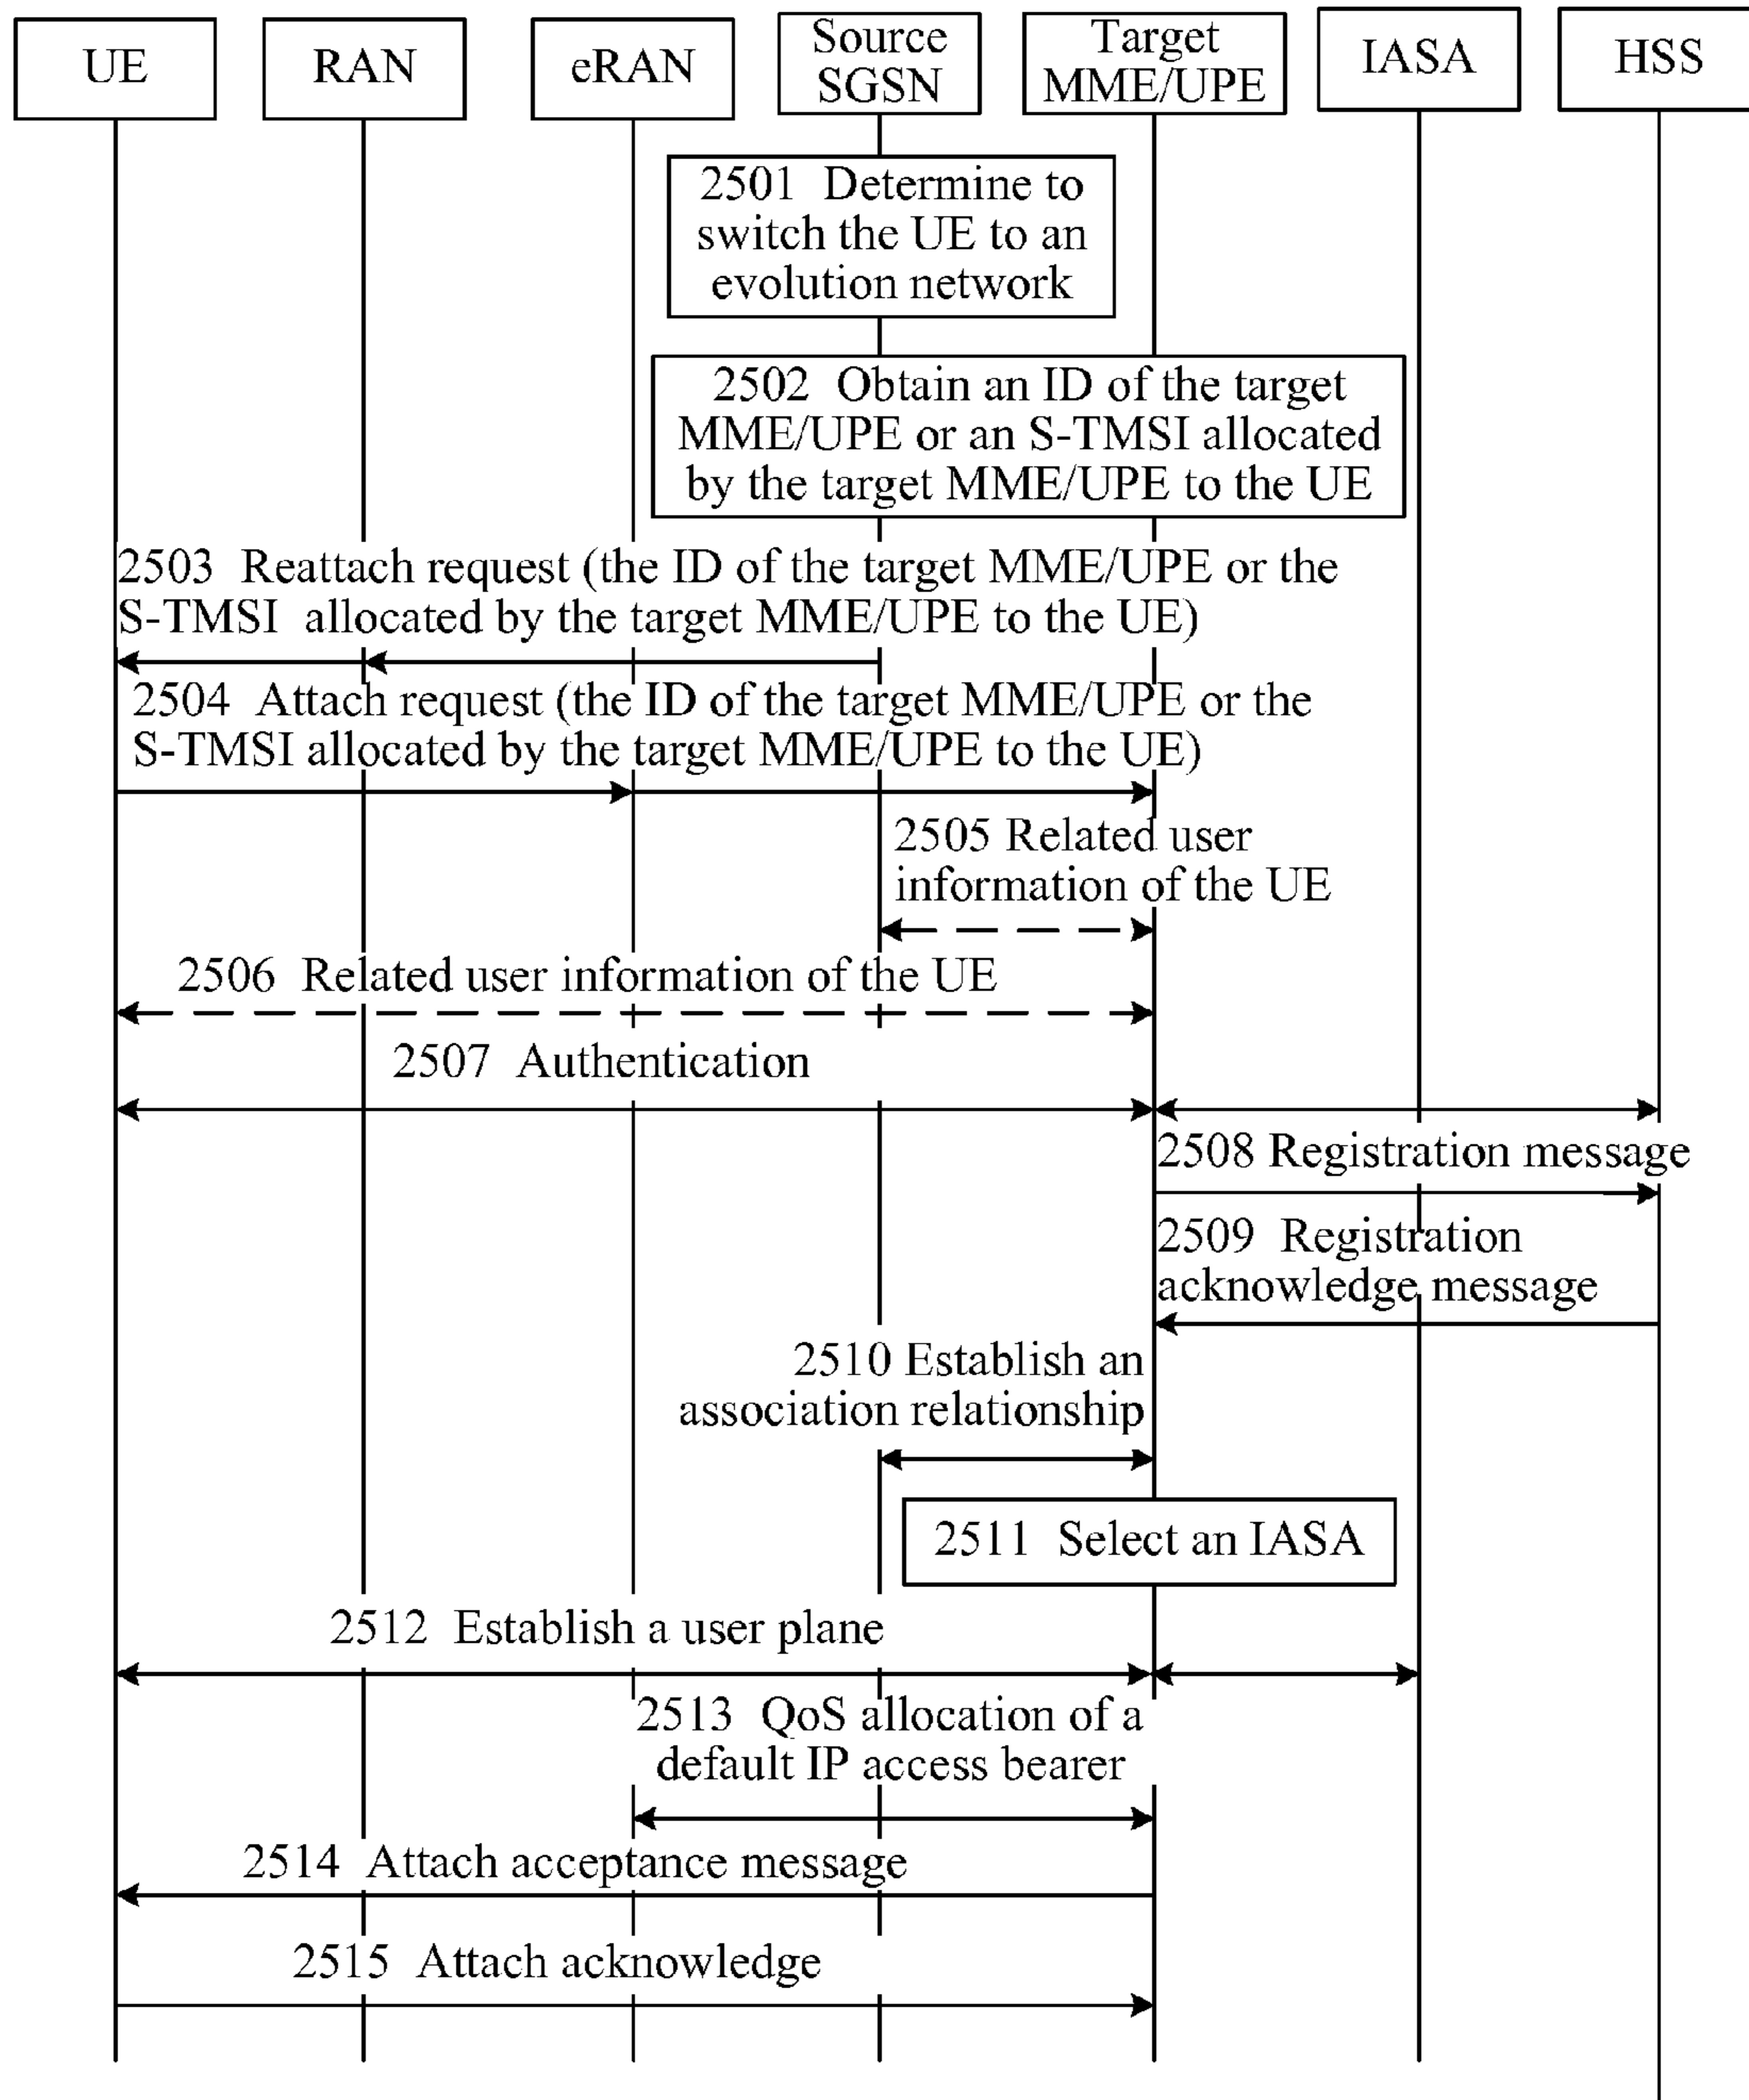 UE
RAN
eRAN
Source
SGSN
Target
MME/UPE
IASA
HSS
2501 Determine to
switch the UE to an
evolution network
2502 Obtain an ID of the target
MME/UPE or an S-TMSI allocated
by the target MME/UPE to the UE
2503 Reattach request (the ID of the target MME/UPE or the
S-TMSI allocated by the target MME/UPE to the UE)
2504 Attach request (the ID of the target MME/UPE or the
S-TMSI allocated by the target MME/UPE to the UE)
2505 Related user
information of the UE
2506 Related user information of the UE
2507 Authentication
2508 Registration message
2509 Registration
acknowledge message
2510 Establish an
association relationship
2511 Select an IASA
2512 Establish a user plane
2513 QoS allocation of a
default IP access bearer
2514 Attach acceptance message
2515 Attach acknowledge